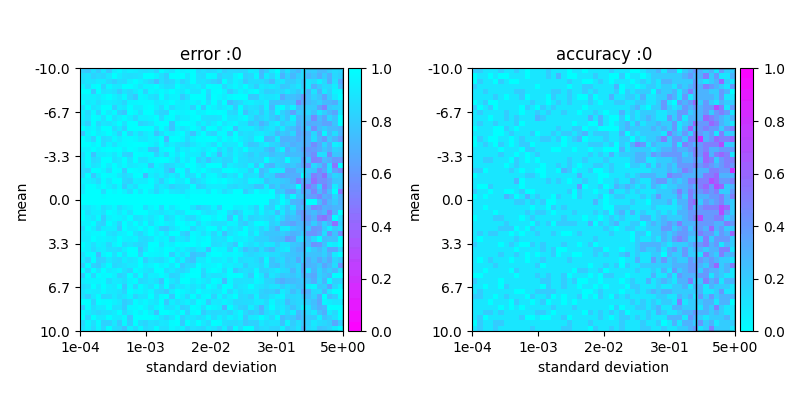 error :0
accuracy :0
-10.0
-6.7
-3.3
0.0
3.3
6.7
10.0
mean
1e-04
1e-03
2e-02
3e-01
5e+00
standard deviation
1.0
0.8
0.6
0.4
0.2
0.0
-10.0
-6.7
-3.3
0.0
3.3
6.7
10.0
mean
1e-04
1e-03
2e-02
3e-01
5e+00
standard deviation
1.0
0.8
0.6
0.4
0.2
0.0